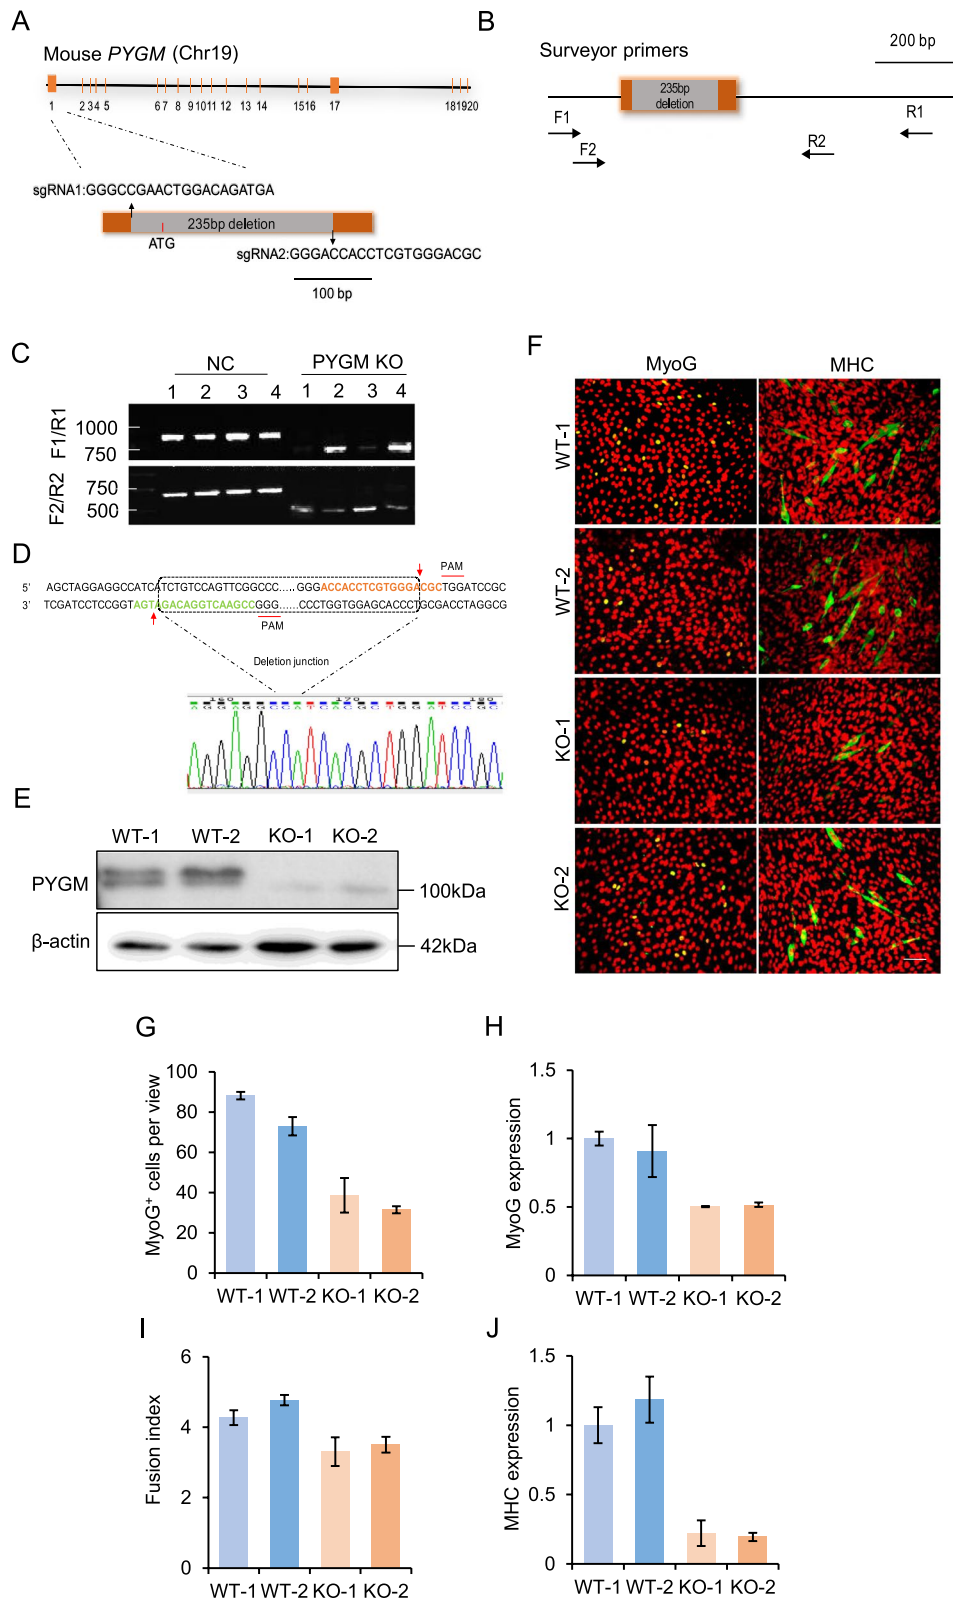 A
Mouse PYGM (Chr19)
1 2 3 4 5 6 7 8 9 10 11 12 13 14 15 16 17 18 19 20
sgRNA1:GGGCCGAACTGGACAGATGA
235bp deletion
ATG
sgRNA2:GGGACCACCTCGTGGGACGC
100 bp
B
Surveyor primers
200 bp
235bp
deletion
F1
F2
R2
R1
C
NC
PYGM KO
1 2 3 4 1 2 3 4
F1/R1
1000
750
F2/R2
750
500
D
PAM
5' AGCTAGGAGGCCATCATCTGTCCAGTTCGGCCC.....GGGACCACCTCGTGGGACGCTGGATCCGC
3' TCGATCCTCCGGTAGTAGACAGGTCAAGCCGGG......CCCTGGTGGAGCACCCTGCGACCTAGGCG
PAM
Deletion junction
160 170 180
AGGAGGCCATCACGCTGGATCCGC
E
WT-1 WT-2 KO-1 KO-2
PYGM
100kDa
β-actin
42kDa
F
MyoG
MHC
WT-1
WT-2
KO-1
KO-2
G
MyoG+ cells per view
100
80
60
40
20
0
WT-1 WT-2 KO-1 KO-2
H
MyoG expression
1.5
1
0.5
0
WT-1 WT-2 KO-1 KO-2
I
Fusion index
6
4
2
0
WT-1 WT-2 KO-1 KO-2
J
MHC expression
1.5
1
0.5
0
WT-1 WT-2 KO-1 KO-2